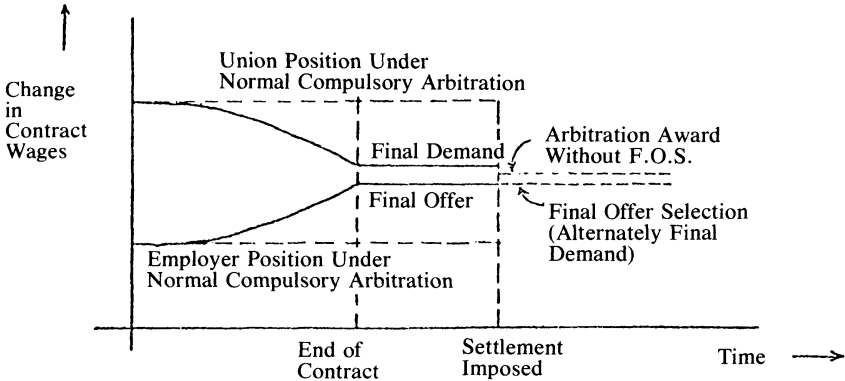 Change
in
Contract
Wages
Union Position Under
Normal Compulsory Arbitration
Final Demand
Final Offer
Arbitration Award
Without F.O.S.
Final Offer Selection
(Alternately Final
Demand)
Employer Position Under
Normal Compulsory Arbitration
End of
Contract
Settlement
Imposed
Time